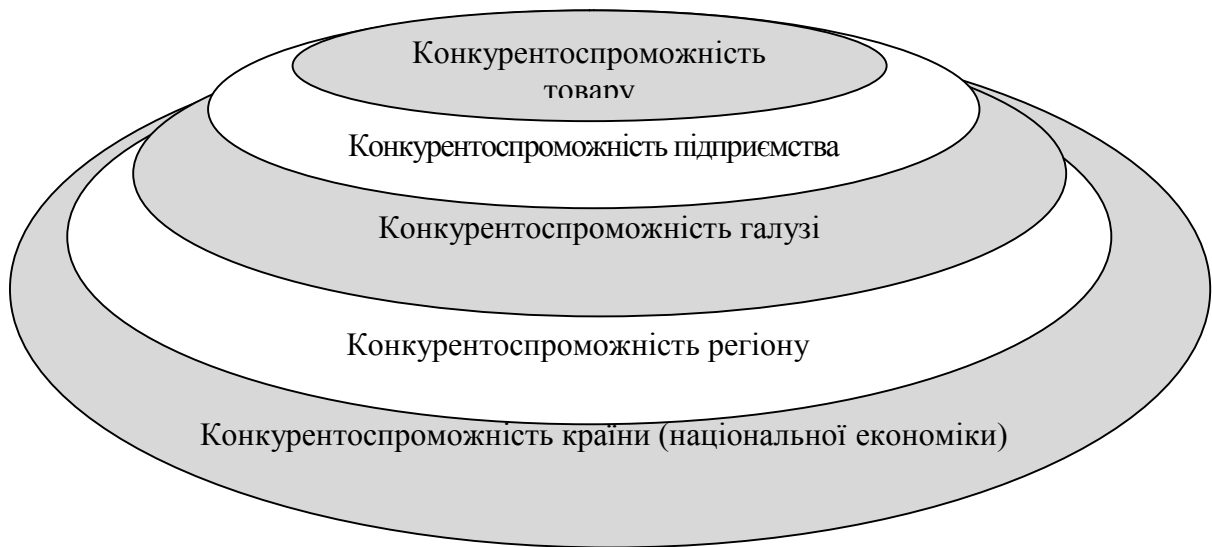 Конкурентоспроможність
товару
Конкурентоспроможність підприємства
Конкурентоспроможність галузі
Конкурентоспроможність регіону
Конкурентоспроможність країни (національної економіки)